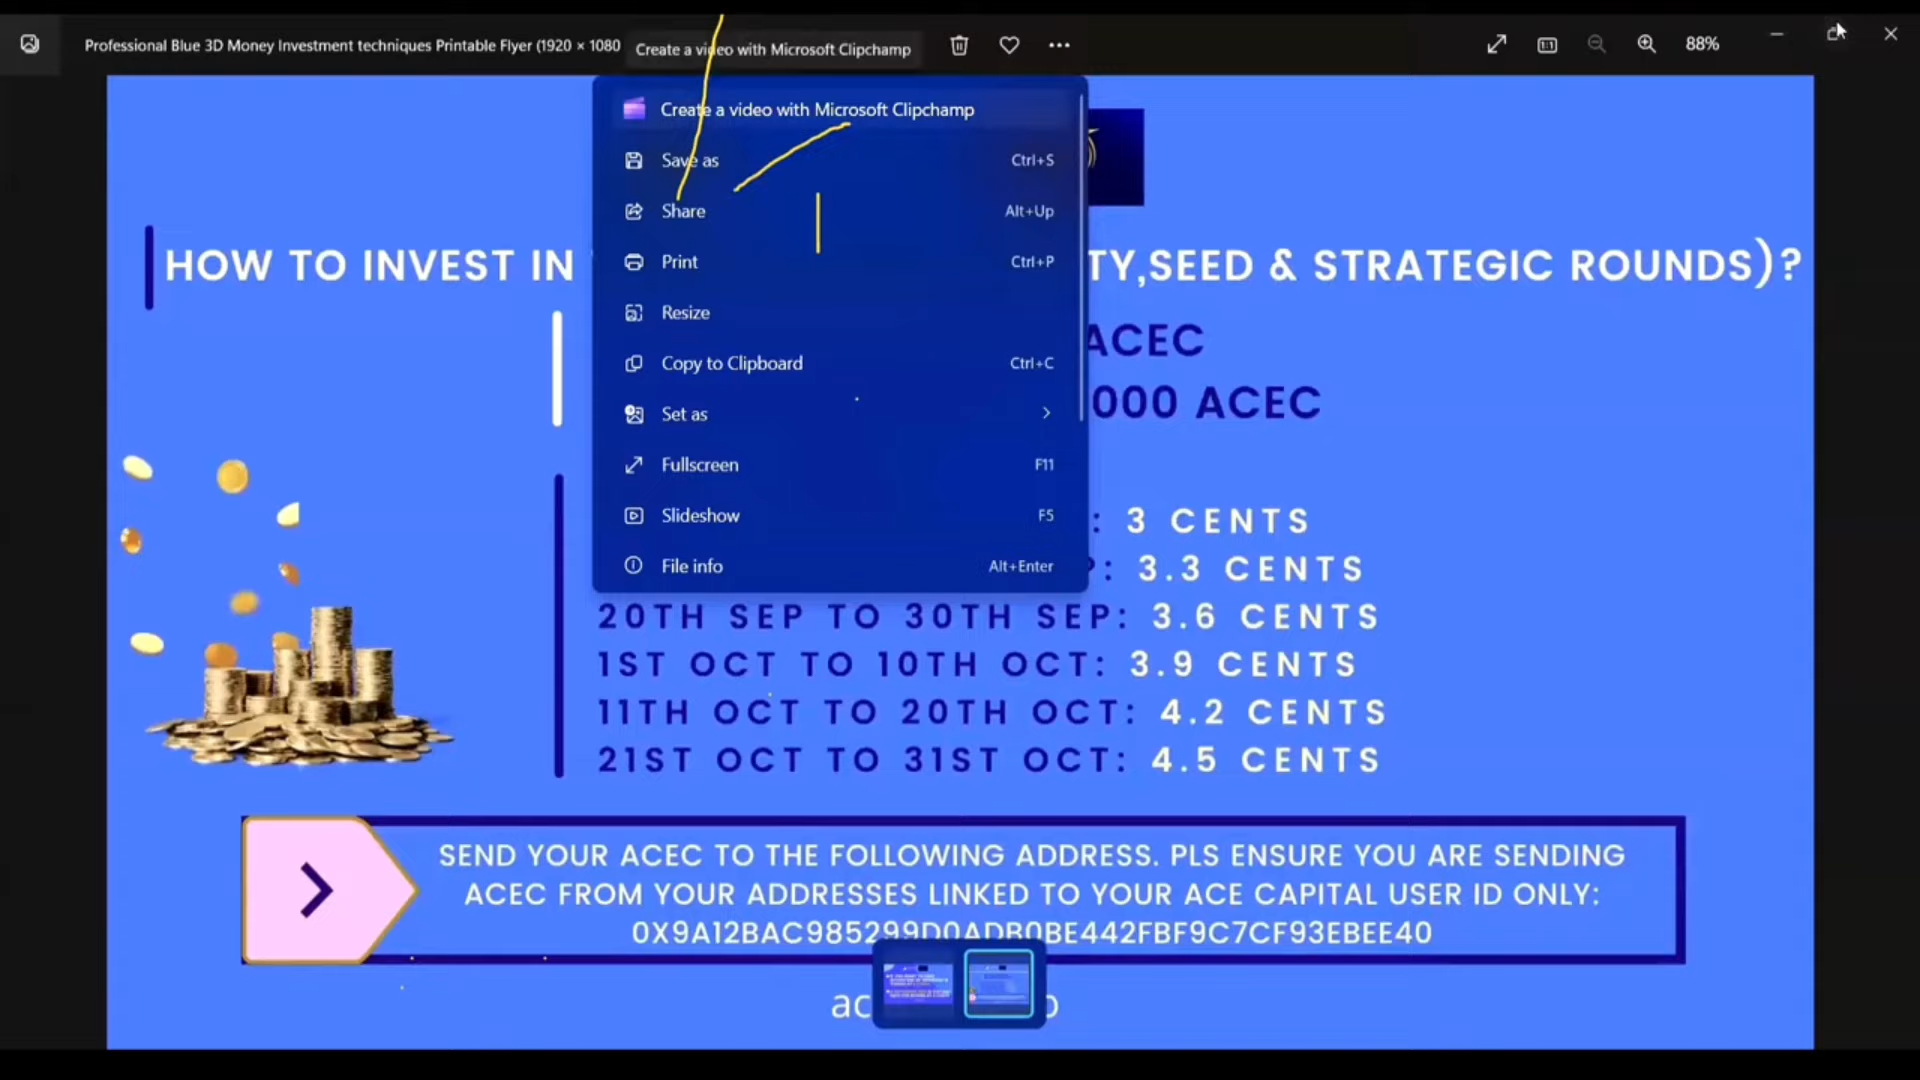 Professional Blue 3D Money Investment techniques Printable Flyer (1920 × 1080
Create a video with Microsoft Clipchamp
88%
Create a video with Microsoft Clipchamp
Save as Ctrl+S
Share Alt+Up
Print Ctrl+P
Resize
Copy to Clipboard Ctrl+C
Set as
Fullscreen F11
Slideshow F5
File info Alt+Enter
HOW TO INVEST IN TY,SEED & STRATEGIC ROUNDS)?
ACEC
000 ACEC
: 3 CENTS
: 3.3 CENTS
20TH SEP TO 30TH SEP: 3.6 CENTS
1ST OCT TO 10TH OCT: 3.9 CENTS
11TH OCT TO 20TH OCT: 4.2 CENTS
21ST OCT TO 31ST OCT: 4.5 CENTS
SEND YOUR ACEC TO THE FOLLOWING ADDRESS. PLS ENSURE YOU ARE SENDING
ACEC FROM YOUR ADDRESSES LINKED TO YOUR ACE CAPITAL USER ID ONLY:
0X9A12BAC985299D0ADB0BE442FBF9C7CF93EBEE40